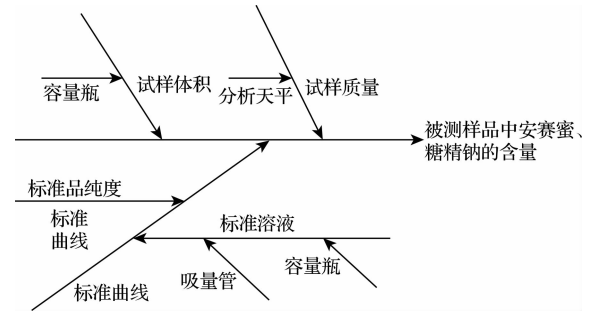 试样体积
容量瓶
试样质量
分析天平
被测样品中安赛蜜、
糖精钠的含量
标准品纯度
标准
曲线
标准溶液
容量瓶
吸量管
标准曲线